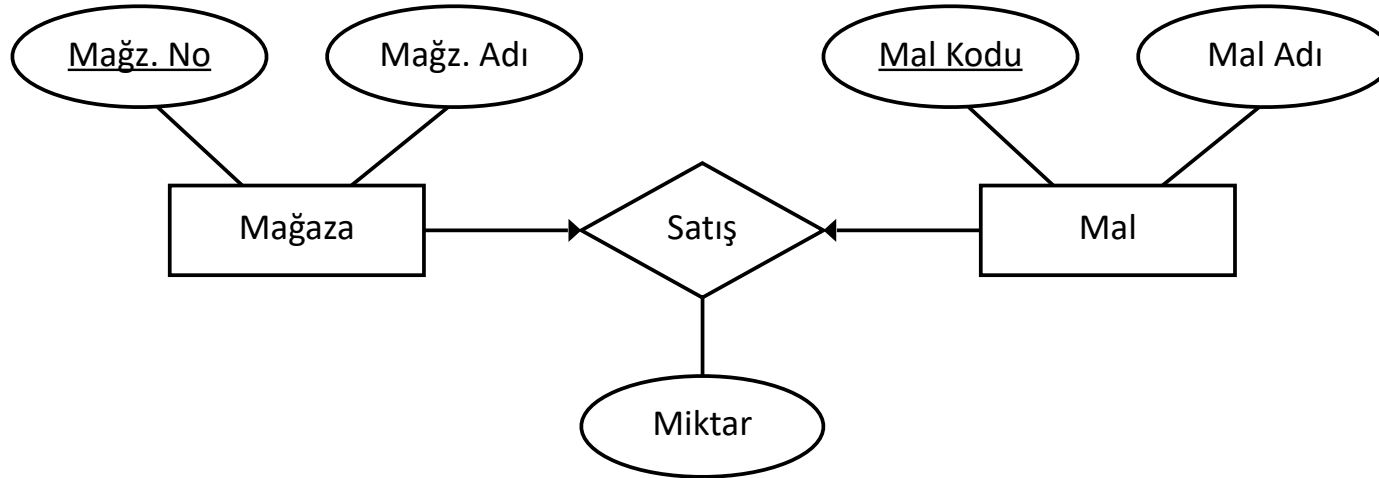 Mağz. No
Mağz. Adı
Mal Kodu
Mal Adı
Mağaza
Satış
Mal
Miktar